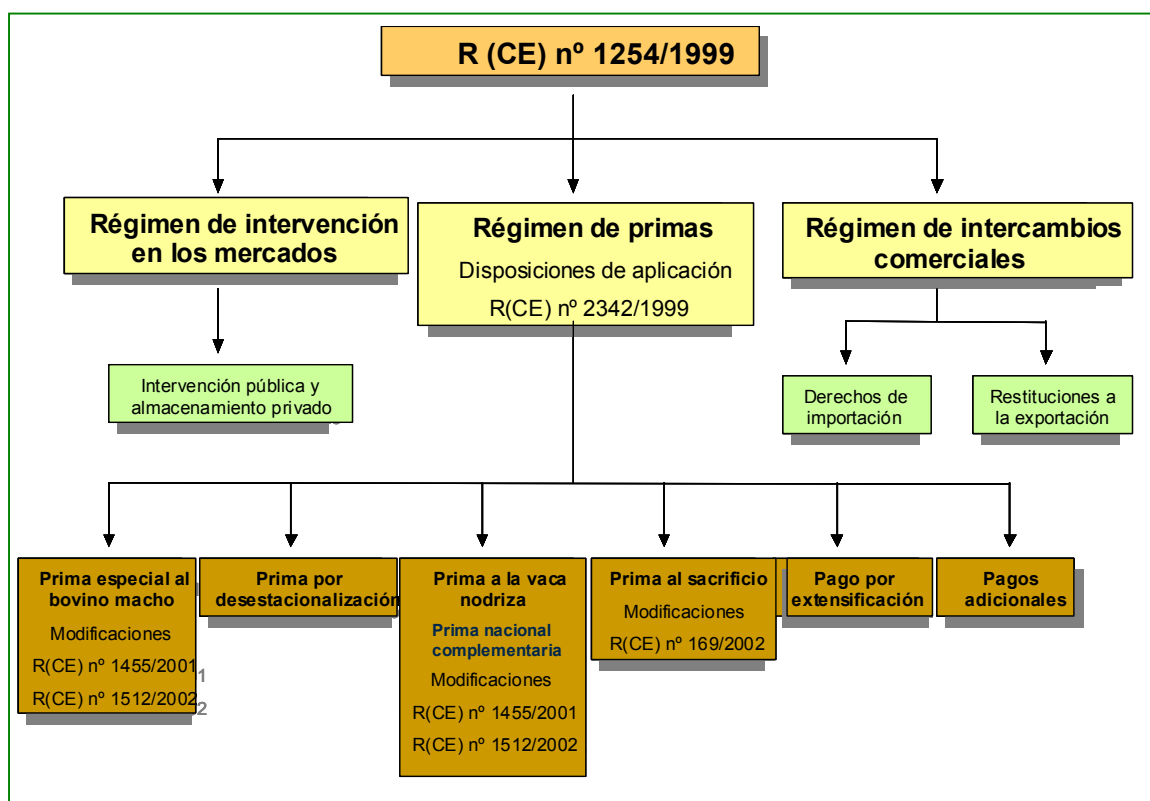 R (CE) nº 1254/1999
Régimen de intervención
en los mercados
Régimen de primas
Disposiciones de aplicación
R(CE) nº 2342/1999
Régimen de intercambios
comerciales
Intervención pública y
almacenamiento privado
Derechos de
importación
Restituciones a
la exportación
Prima especial al
bovino macho
Modificaciones
R(CE) nº 1455/2001
R(CE) nº 1512/2002
Prima por
desestacionalización
Prima a la vaca
nodriza
Prima nacional
complementaria
Modificaciones
R(CE) nº 1455/2001
R(CE) nº 1512/2002
Prima al sacrificio
Modificaciones
R(CE) nº 169/2002
Pago por
extensificación
Pagos
adicionales